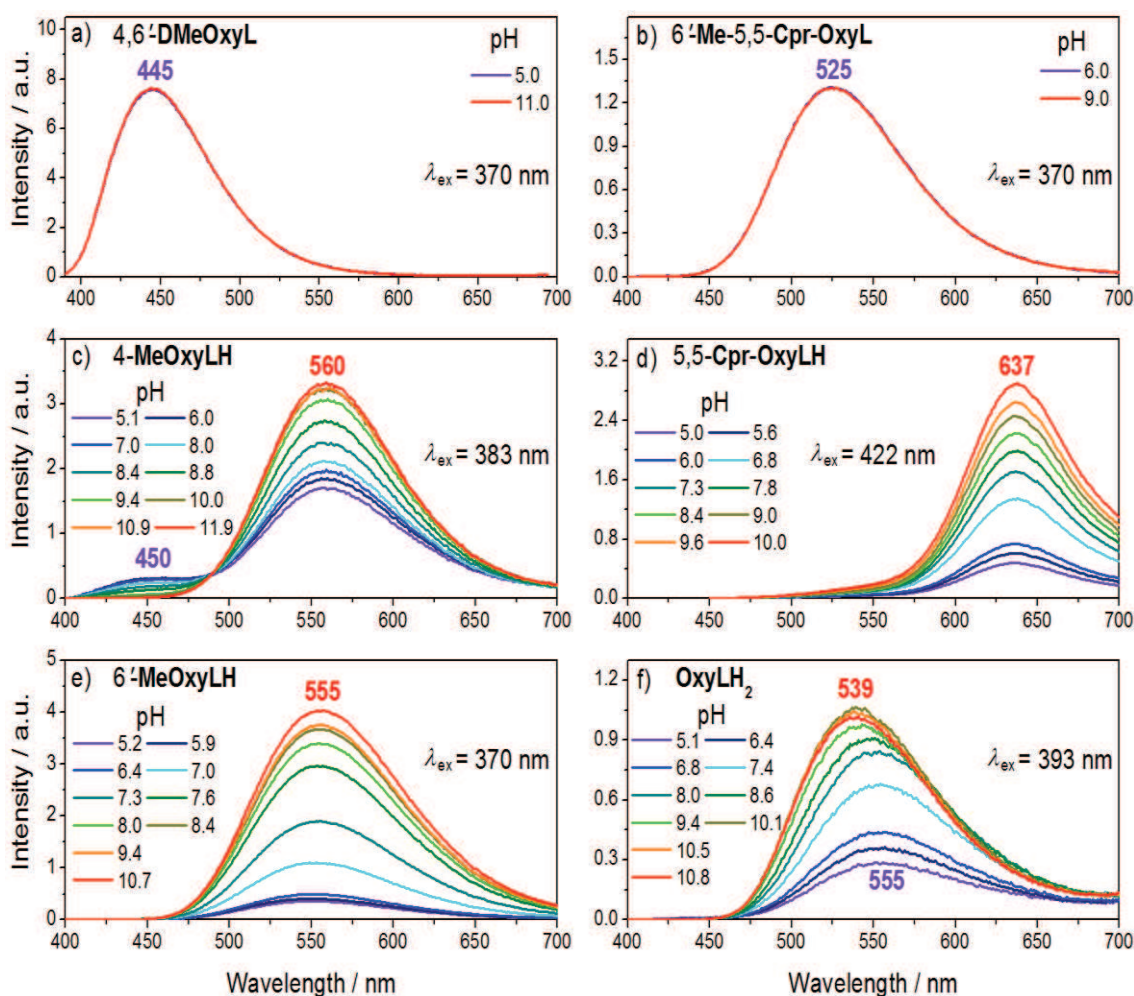 a) 4,6′-DMeOxyL
445
pH
5.0
11.0
λex = 370 nm
Intensity / a.u.
10
8
6
4
2
0
400 450 500 550 600 650 700
b) 6′-Me-5,5-Cpr-OxyL
525
pH
6.0
9.0
λex = 370 nm
1.5
1.2
0.9
0.6
0.3
0.0
400 450 500 550 600 650 700
c) 4-MeOxyLH
560
pH
5.1 6.0
7.0 8.0
8.4 8.8
9.4 10.0
10.9 11.9
450
λex = 383 nm
Intensity / a.u.
4
3
2
1
0
400 450 500 550 600 650 700
d) 5,5-Cpr-OxyLH
637
pH
5.0 5.6
6.0 6.8
7.3 7.8
8.4 9.0
9.6 10.0
λex = 422 nm
3.2
2.4
1.6
0.8
0.0
400 450 500 550 600 650 700
e) 6′-MeOxyLH
555
pH
5.2 5.9
6.4 7.0
7.3 7.6
8.0 8.4
9.4
10.7
λex = 370 nm
Intensity / a.u.
5
4
3
2
1
0
400 450 500 550 600 650 700
Wavelength / nm
f) OxyLH2
539
pH
5.1 6.4
6.8 7.4
8.0 8.6
9.4 10.1
10.5
10.8
555
λex = 393 nm
1.2
0.9
0.6
0.3
0.0
400 450 500 550 600 650 700
Wavelength / nm